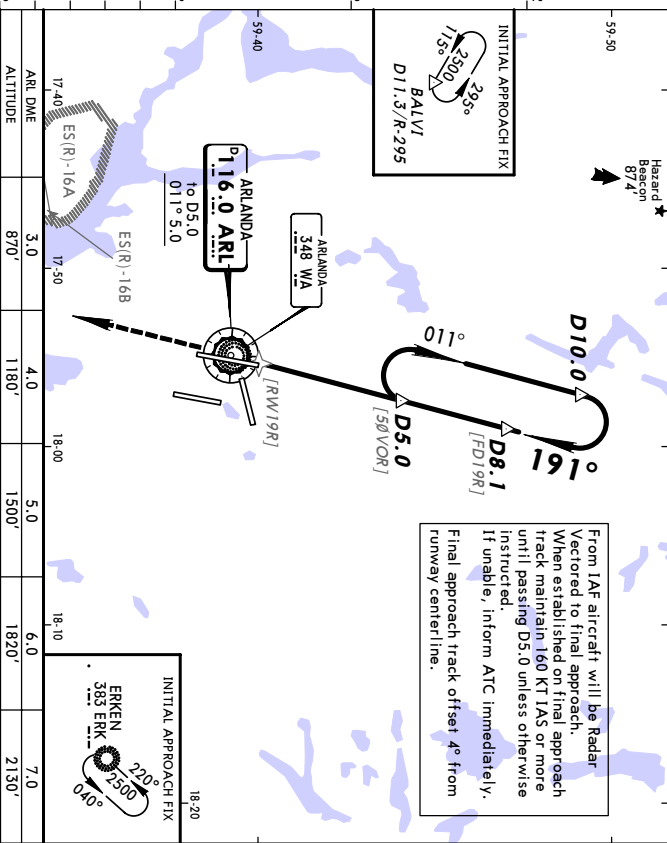 Hazard
Beacon
874'
59-50
59-40
INITIAL APPROACH FIX
295°
2500
115°
BALVI
D11.3/R-295
17-40
17-50
18-00
18-10
18-20
ES(R)-16A
ES(R)-16B
ARLANDA
D116.0 ARL
to D5.0
011° 5.0
ARLANDA
348 WA
[RW19R]
011°
D10.0
D5.0
[50VOR]
D8.1
[FD19R]
191°
From IAF aircraft will be Radar
Vectored to final approach.
When established on final approach
track maintain 160 KT IAS or more
until passing D5.0 unless otherwise
instructed.
If unable, inform ATC immediately.
Final approach track offset 4° from
runway centerline.
INITIAL APPROACH FIX
ERKEN
383 ERK
220°
2500
040°
ARL DME 3.0 4.0 5.0 6.0 7.0
ALTITUDE 870' 1180' 1500' 1820' 2130'